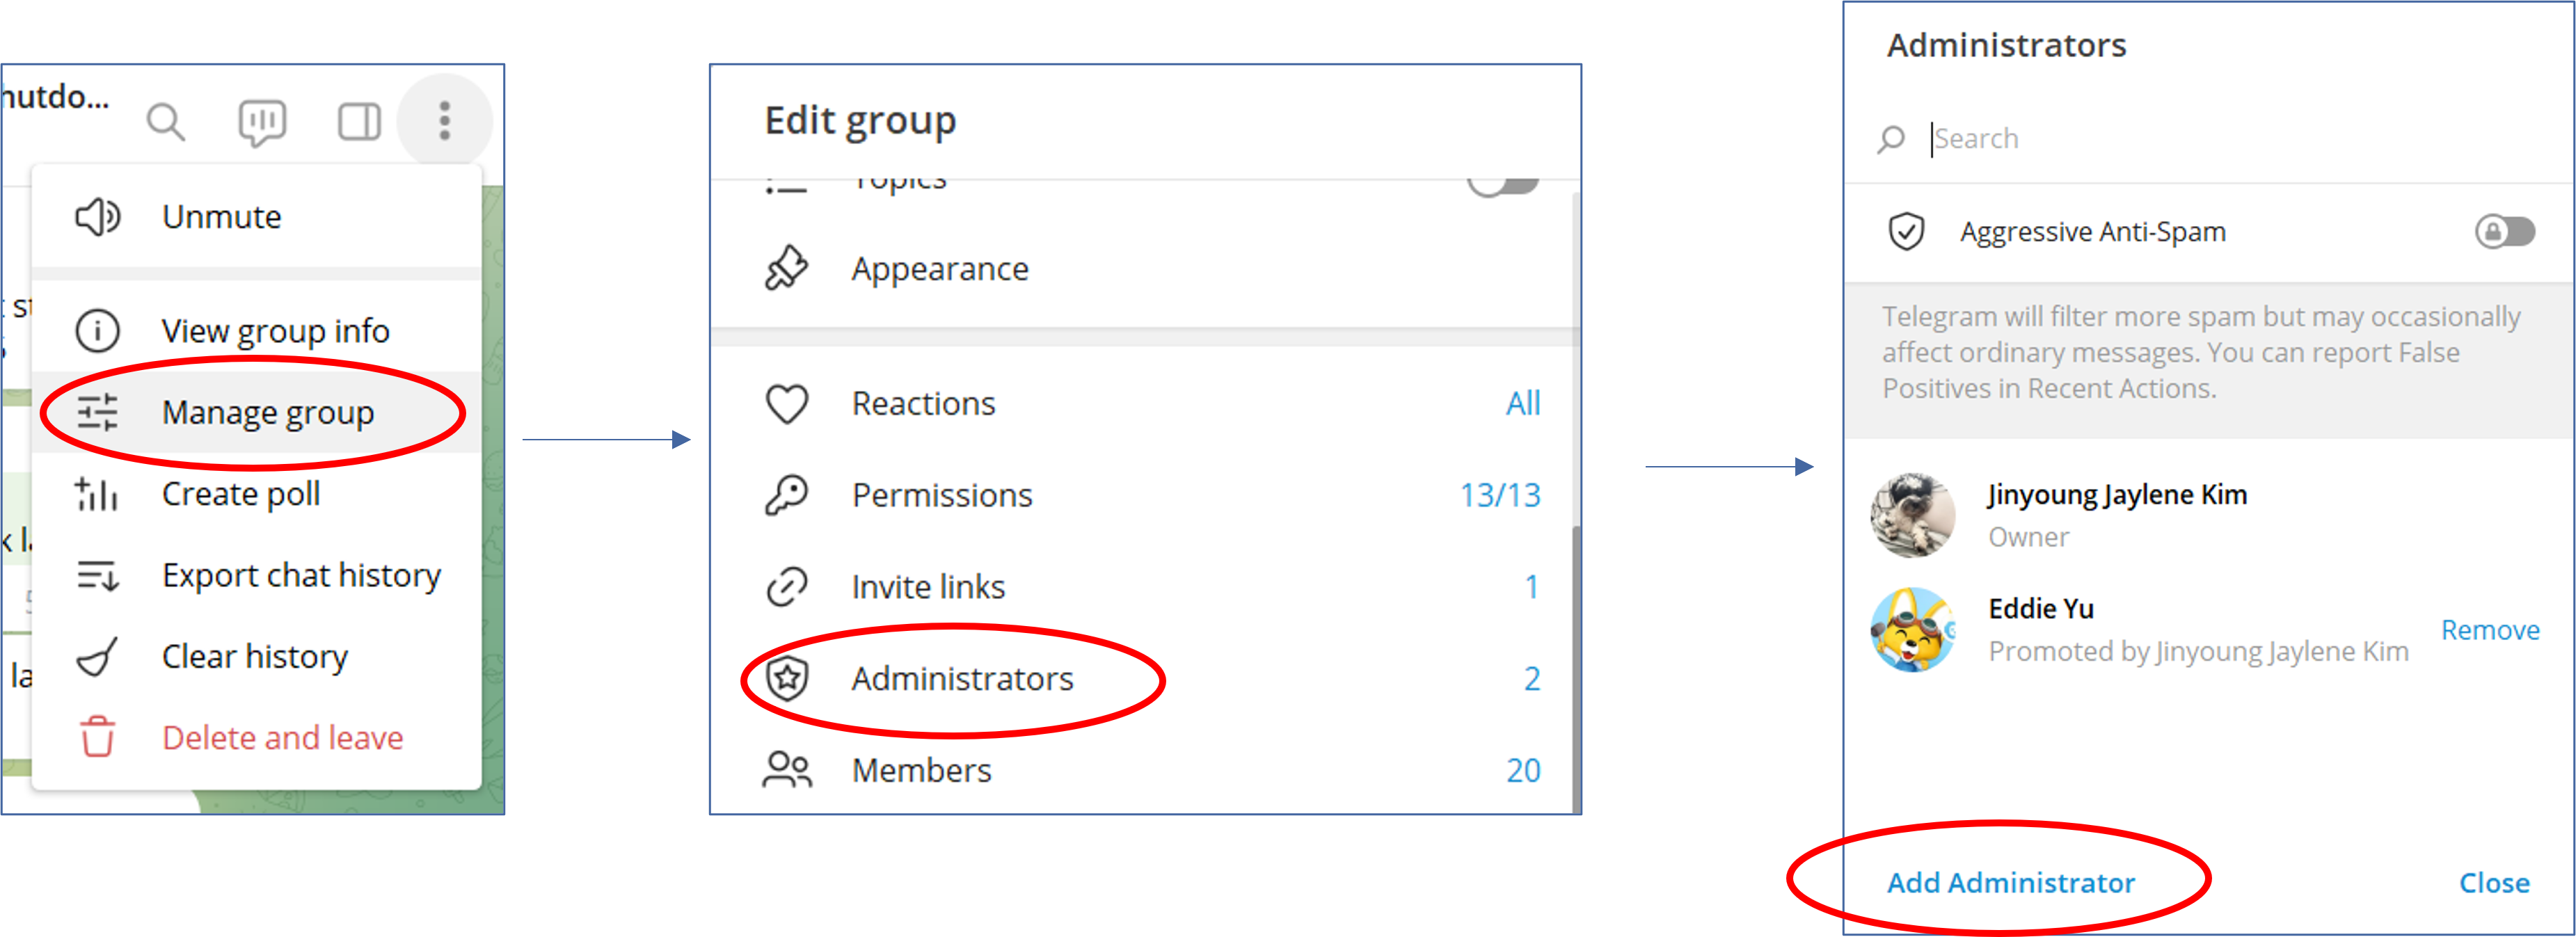 hutdo...
Unmute
View group info
Manage group
Create poll
Export chat history
Clear history
Delete and leave
Edit group
Topics
Appearance
Reactions All
Permissions 13/13
Invite links 1
Administrators 2
Members 20
Administrators
Search
Aggressive Anti-Spam
Telegram will filter more spam but may occasionally
affect ordinary messages. You can report False
Positives in Recent Actions.
Jinyoung Jaylene Kim
Owner
Eddie Yu
Promoted by Jinyoung Jaylene Kim
Remove
Add Administrator
Close